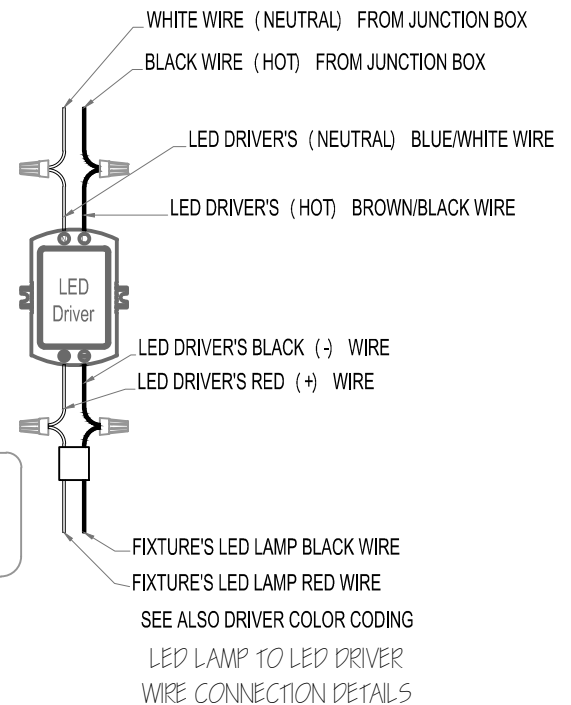 WHITE WIRE (NEUTRAL) FROM JUNCTION BOX
BLACK WIRE (HOT) FROM JUNCTION BOX
LED DRIVER'S (NEUTRAL) BLUE/WHITE WIRE
LED DRIVER'S (HOT) BROWN/BLACK WIRE
LED
Driver
LED DRIVER'S BLACK (-) WIRE
LED DRIVER'S RED (+) WIRE
FIXTURE'S LED LAMP BLACK WIRE
FIXTURE'S LED LAMP RED WIRE
SEE ALSO DRIVER COLOR CODING
LED LAMP TO LED DRIVER
WIRE CONNECTION DETAILS